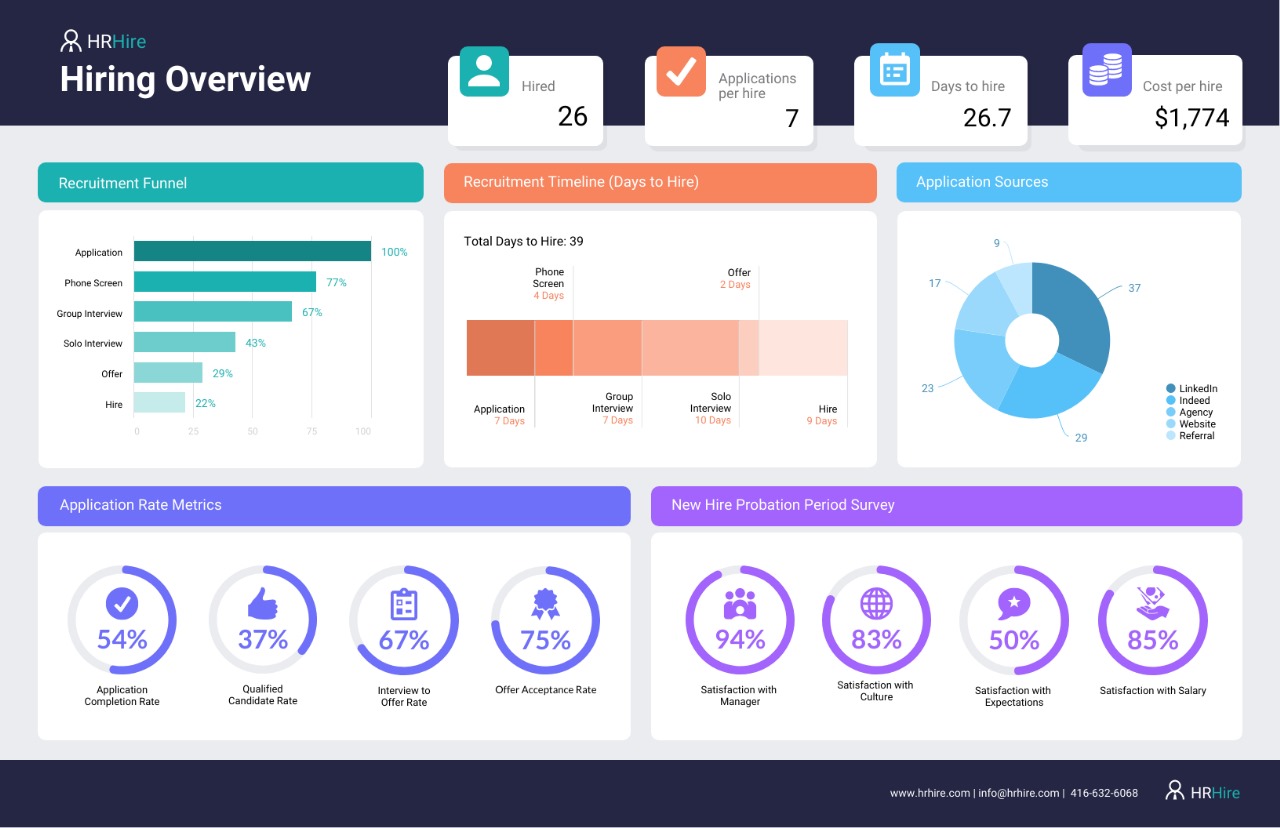 HRHire
Hiring Overview
Hired
26
Applications
per hire
7
Days to hire
26.7
Cost per hire
$1,774
Recruitment Funnel
Application
100%
Phone Screen
77%
Group Interview
67%
Solo Interview
43%
Offer
29%
Hire
22%
0 25 50 75 100
Recruitment Timeline (Days to Hire)
Total Days to Hire: 39
Phone
Screen
4 Days
Offer
2 Days
Application
7 Days
Group
Interview
7 Days
Solo
Interview
10 Days
Hire
9 Days
Application Sources
9
17
37
23
29
LinkedIn
Indeed
Agency
Website
Referral
Application Rate Metrics
54%
Application
Completion Rate
37%
Qualified
Candidate Rate
67%
Interview to
Offer Rate
75%
Offer Acceptance Rate
New Hire Probation Period Survey
94%
Satisfaction with
Manager
83%
Satisfaction with
Culture
50%
Satisfaction with
Expectations
85%
Satisfaction with Salary
www.hrhire.com | info@hrhire.com | 416-632-6068
HRHire